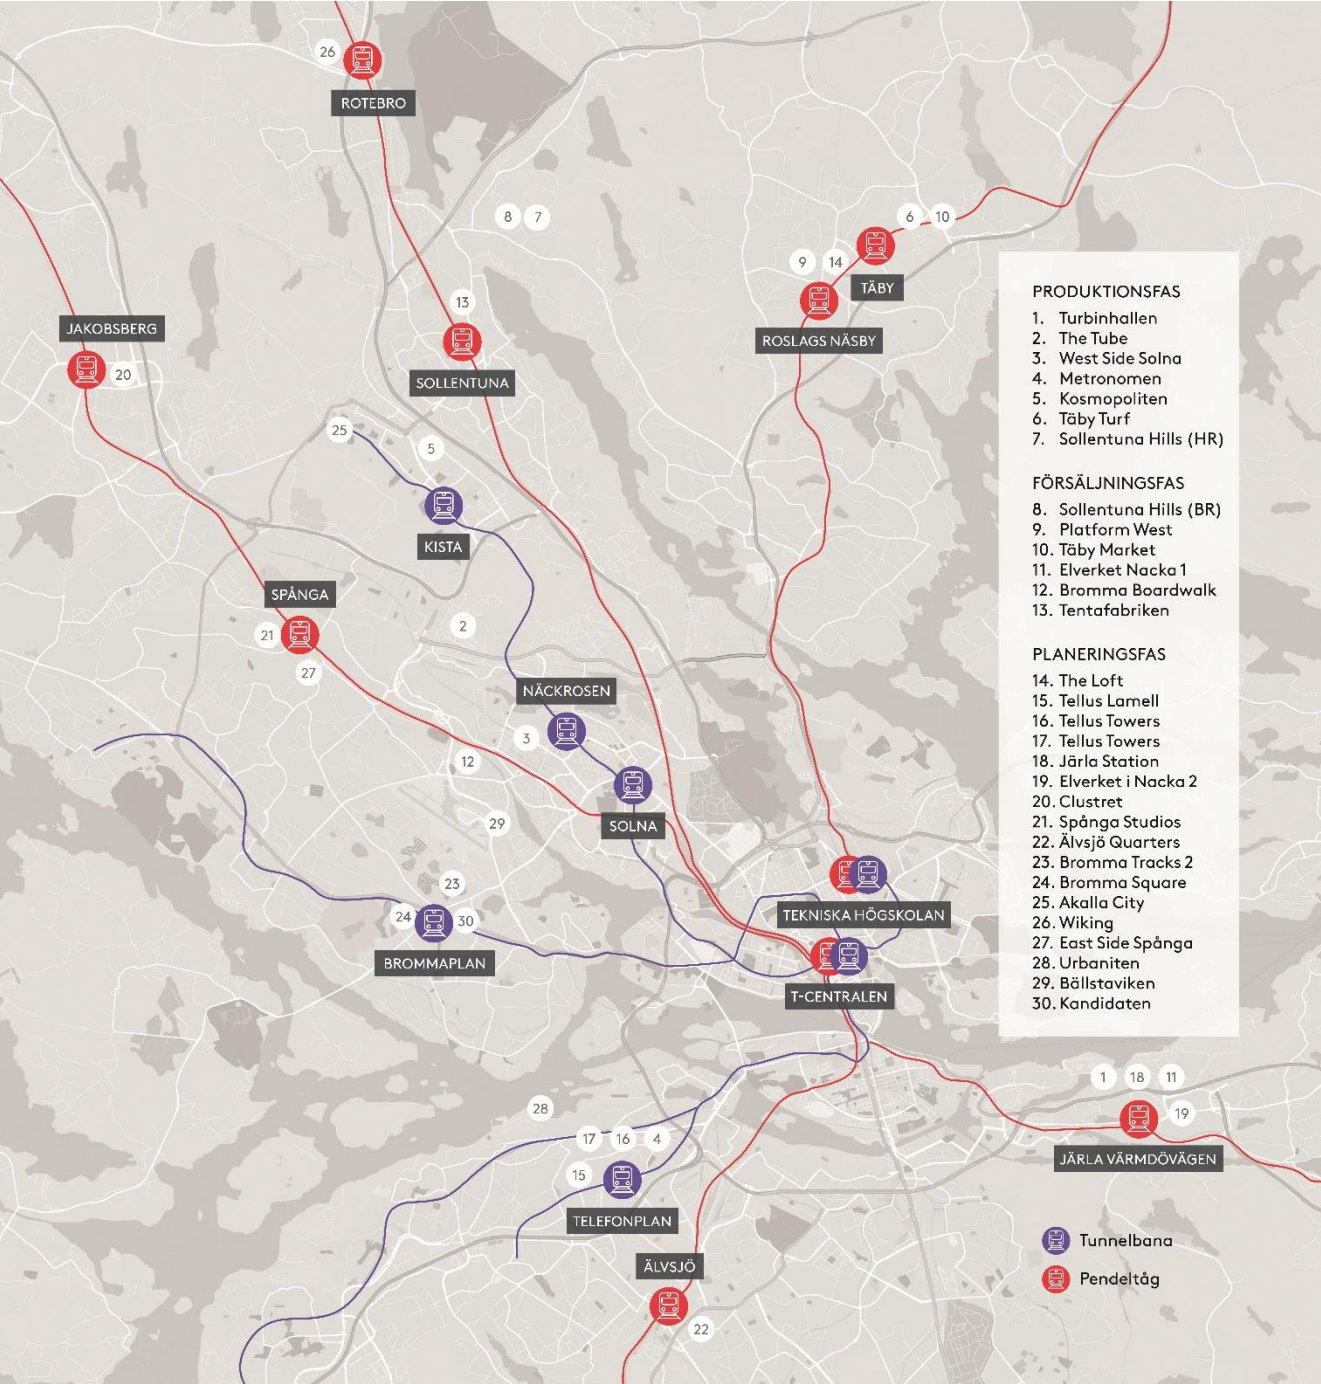 26
ROTEBRO
8 7
6 10
9 14
TÄBY
ROSLAGS NÄSBY
13
SOLLENTUNA
JAKOBSBERG
20
25
5
KISTA
SPÅNGA
21
27
2
NÄCKROSEN
3
12
SOLNA
29
23
24
30
BROMMAPLAN
TEKNISKA HÖGSKOLAN
T-CENTRALEN
1 18 11
19
JÄRLA VÄRMDÖVÄGEN
28
17 16 4
15
TELEFONPLAN
ÄLVSJÖ
22
PRODUKTIONSFAS
1. Turbinhallen
2. The Tube
3. West Side Solna
4. Metronomen
5. Kosmopoliten
6. Täby Turf
7. Sollentuna Hills (HR)
FÖRSÄLJNINGSFAS
8. Sollentuna Hills (BR)
9. Platform West
10. Täby Market
11. Elverket Nacka 1
12. Bromma Boardwalk
13. Tentafabriken
PLANERINGSFAS
14. The Loft
15. Tellus Lamell
16. Tellus Towers
17. Tellus Towers
18. Järla Station
19. Elverket i Nacka 2
20. Clustret
21. Spånga Studios
22. Älvsjö Quarters
23. Bromma Tracks 2
24. Bromma Square
25. Akalla City
26. Wiking
27. East Side Spånga
28. Urbaniten
29. Bällstaviken
30. Kandidaten
Tunnelbana
Pendeltåg